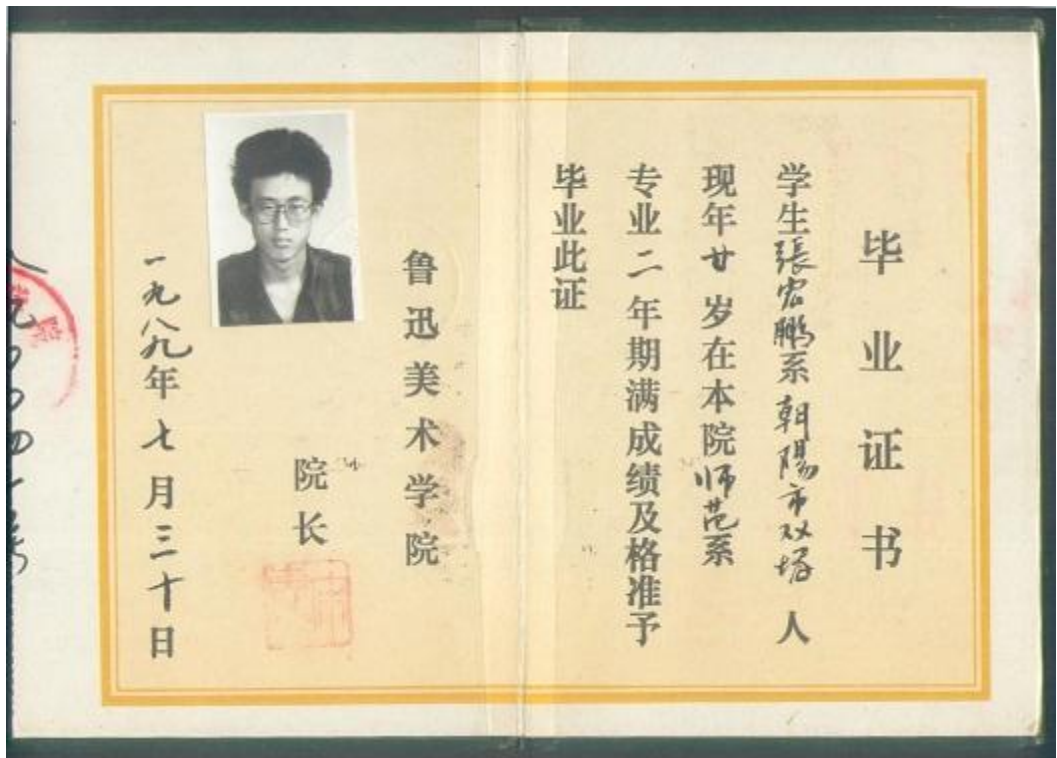 毕业证书
学生張宏鹏系朝陽市双塔人
现年廿岁在本院师范系
专业二年期满成绩及格准予
毕业此证
鲁迅美术学院
院长
一九八九年七月三十日